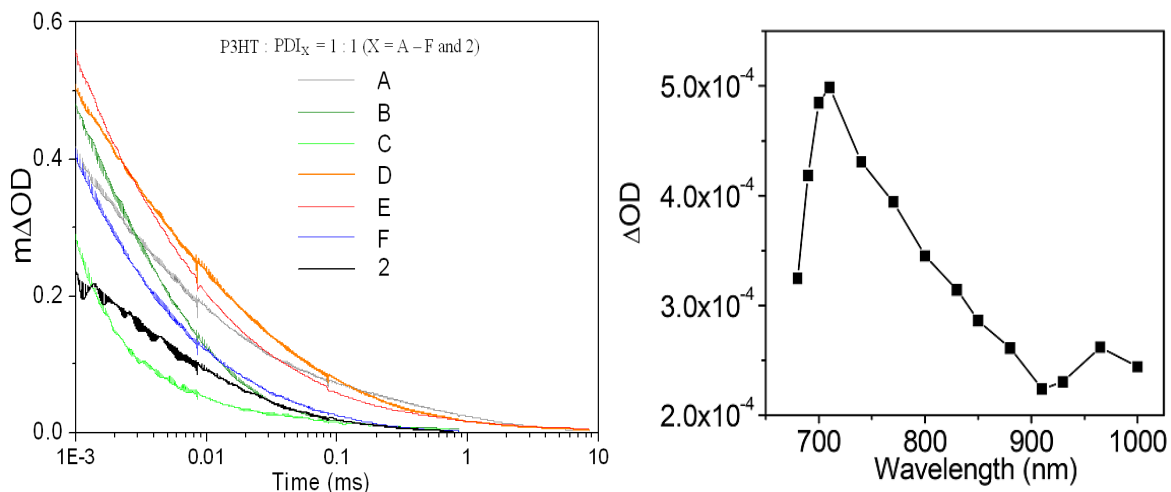 0.6
0.4
0.2
0.0
mΔOD
P3HT : PDIX = 1 : 1 (X = A – F and 2)
A
B
C
D
E
F
2
1E-3
0.01
0.1
1
10
Time (ms)
5.0x10-4
4.0x10-4
3.0x10-4
2.0x10-4
ΔOD
700
800
900
1000
Wavelength (nm)